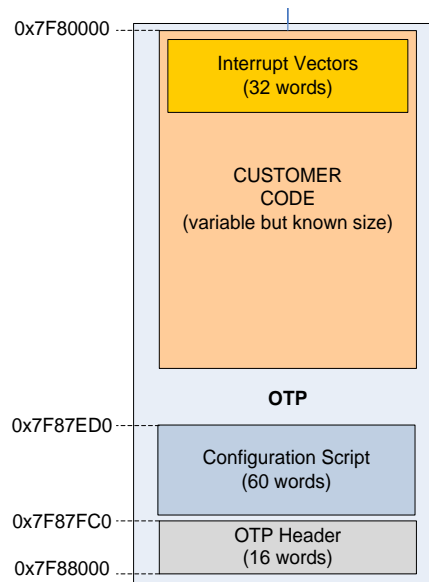 0x7F80000
Interrupt Vectors
(32 words)
CUSTOMER
CODE
(variable but known size)
OTP
0x7F87ED0
Configuration Script
(60 words)
0x7F87FC0
OTP Header
(16 words)
0x7F88000